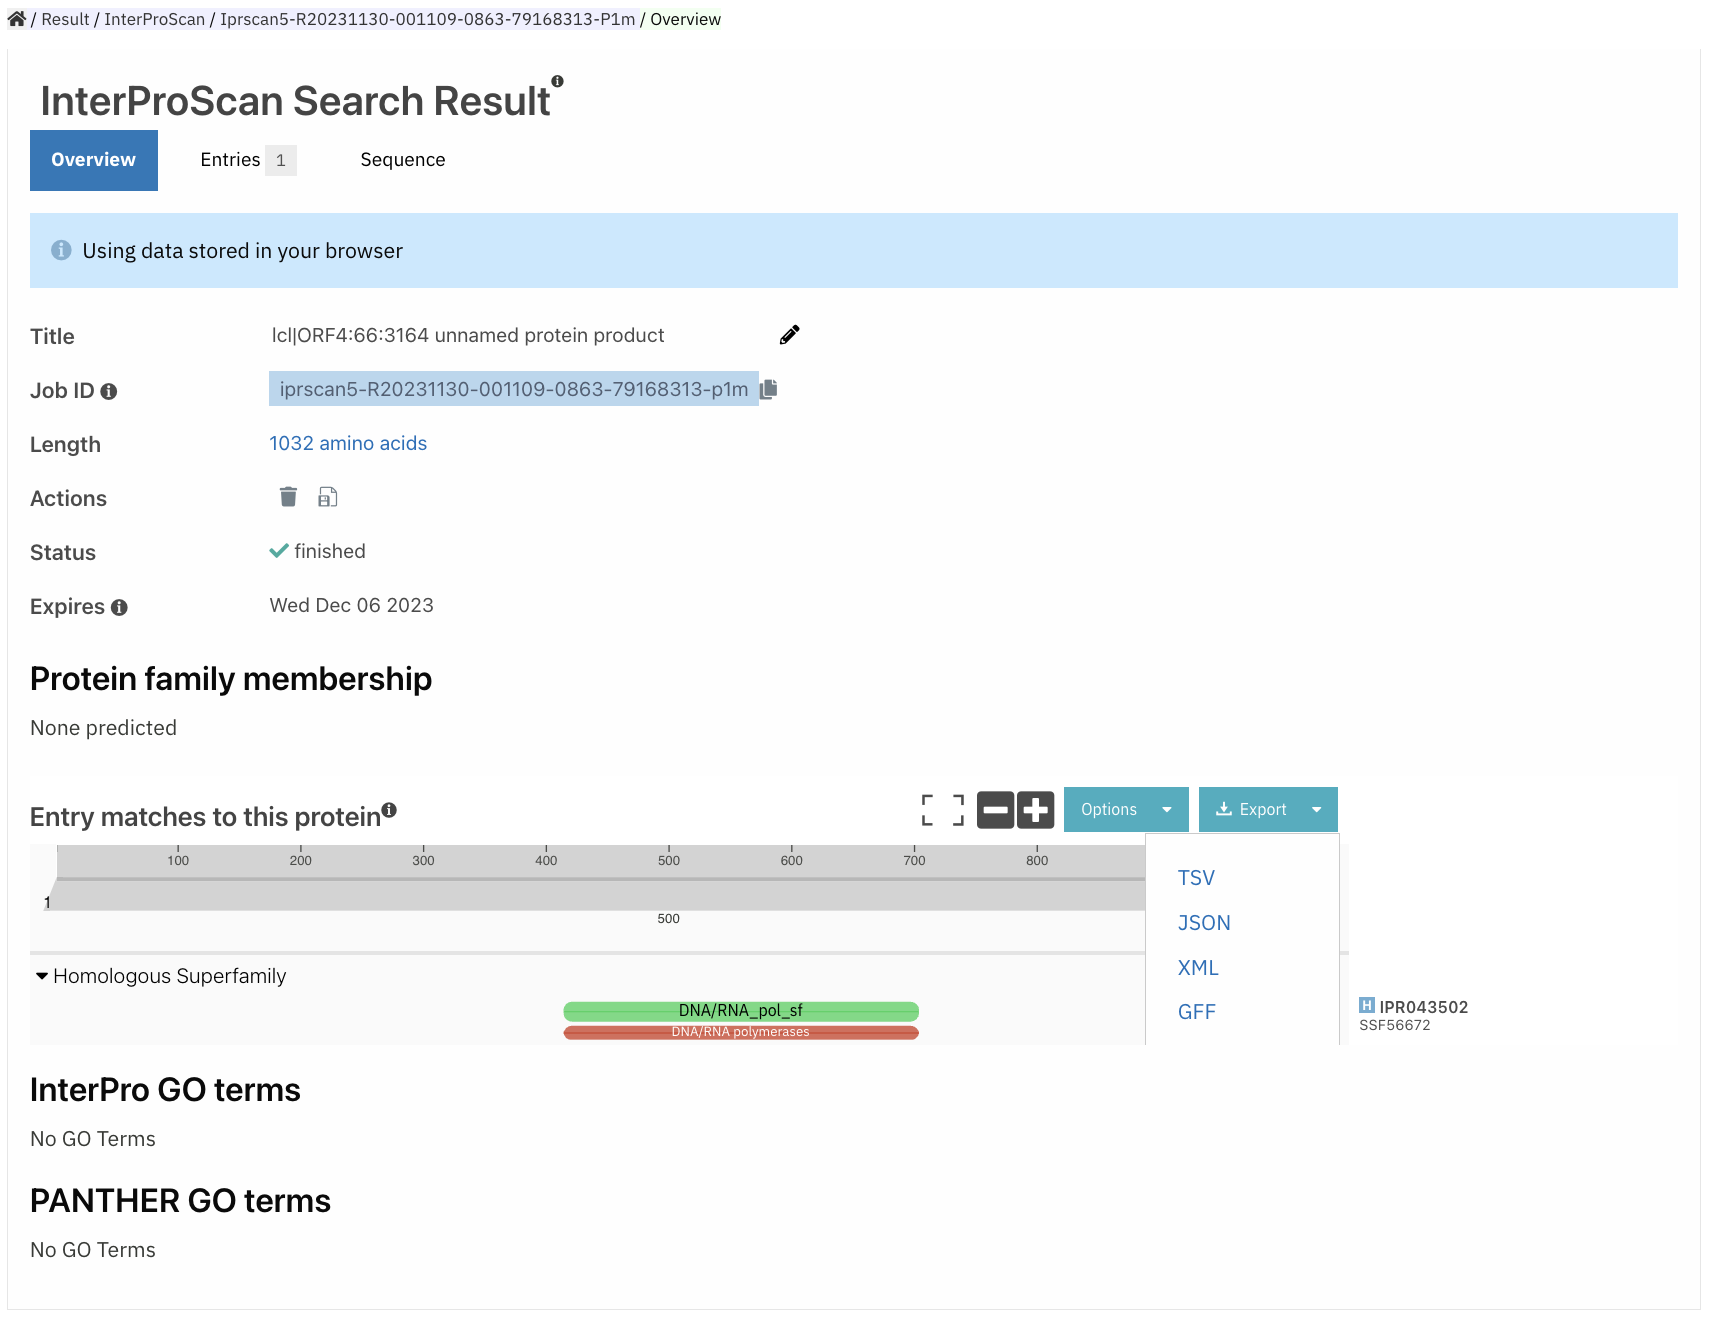 / Result / InterProScan / Iprscan5-R20231130-001109-0863-79168313-P1m / Overview
InterProScan Search Result
Overview Entries 1 Sequence
Using data stored in your browser
Title lcl|ORF4:66:3164 unnamed protein product
Job ID iprscan5-R20231130-001109-0863-79168313-p1m
Length 1032 amino acids
Actions
Status finished
Expires Wed Dec 06 2023
Protein family membership
None predicted
Entry matches to this protein Options Export
100 200 300 400 500 600 700 800
TSV
1
500
JSON
XML
Homologous Superfamily
DNA/RNA_pol_sf GFF H IPR043502
DNA/RNA polymerases SSF56672
InterPro GO terms
No GO Terms
PANTHER GO terms
No GO Terms